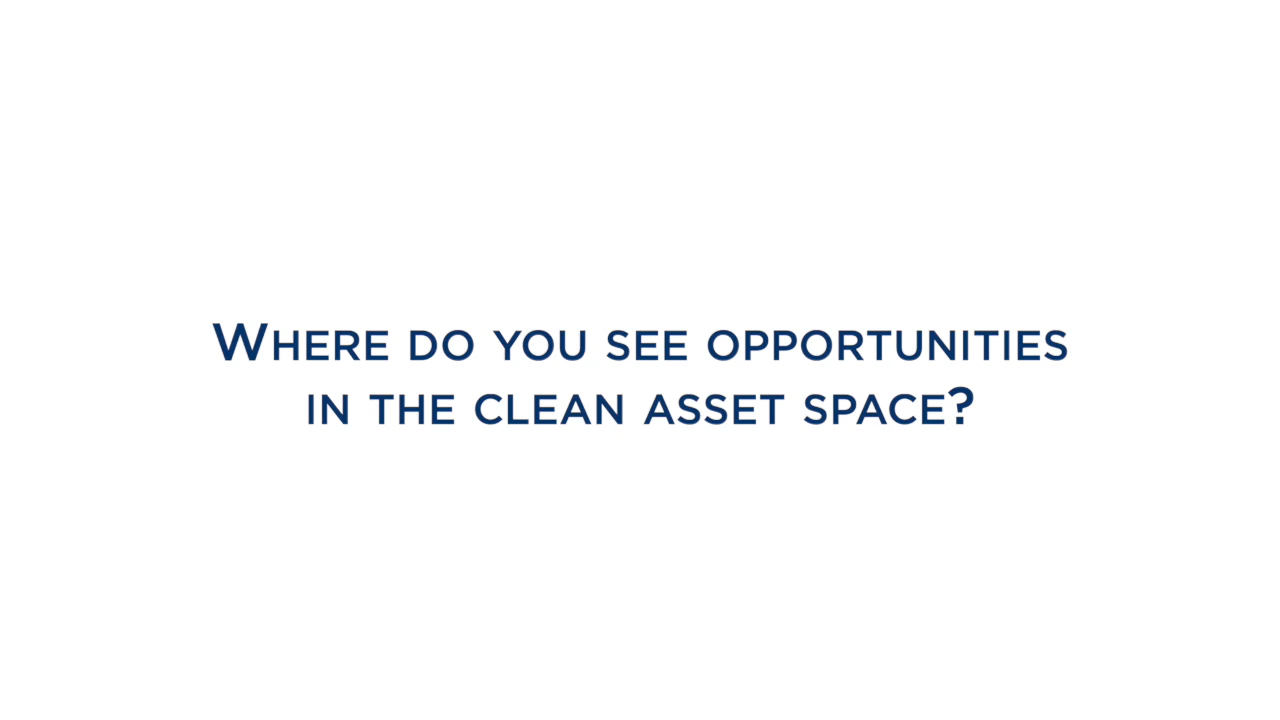 Where do you see opportunities
in the clean asset space?